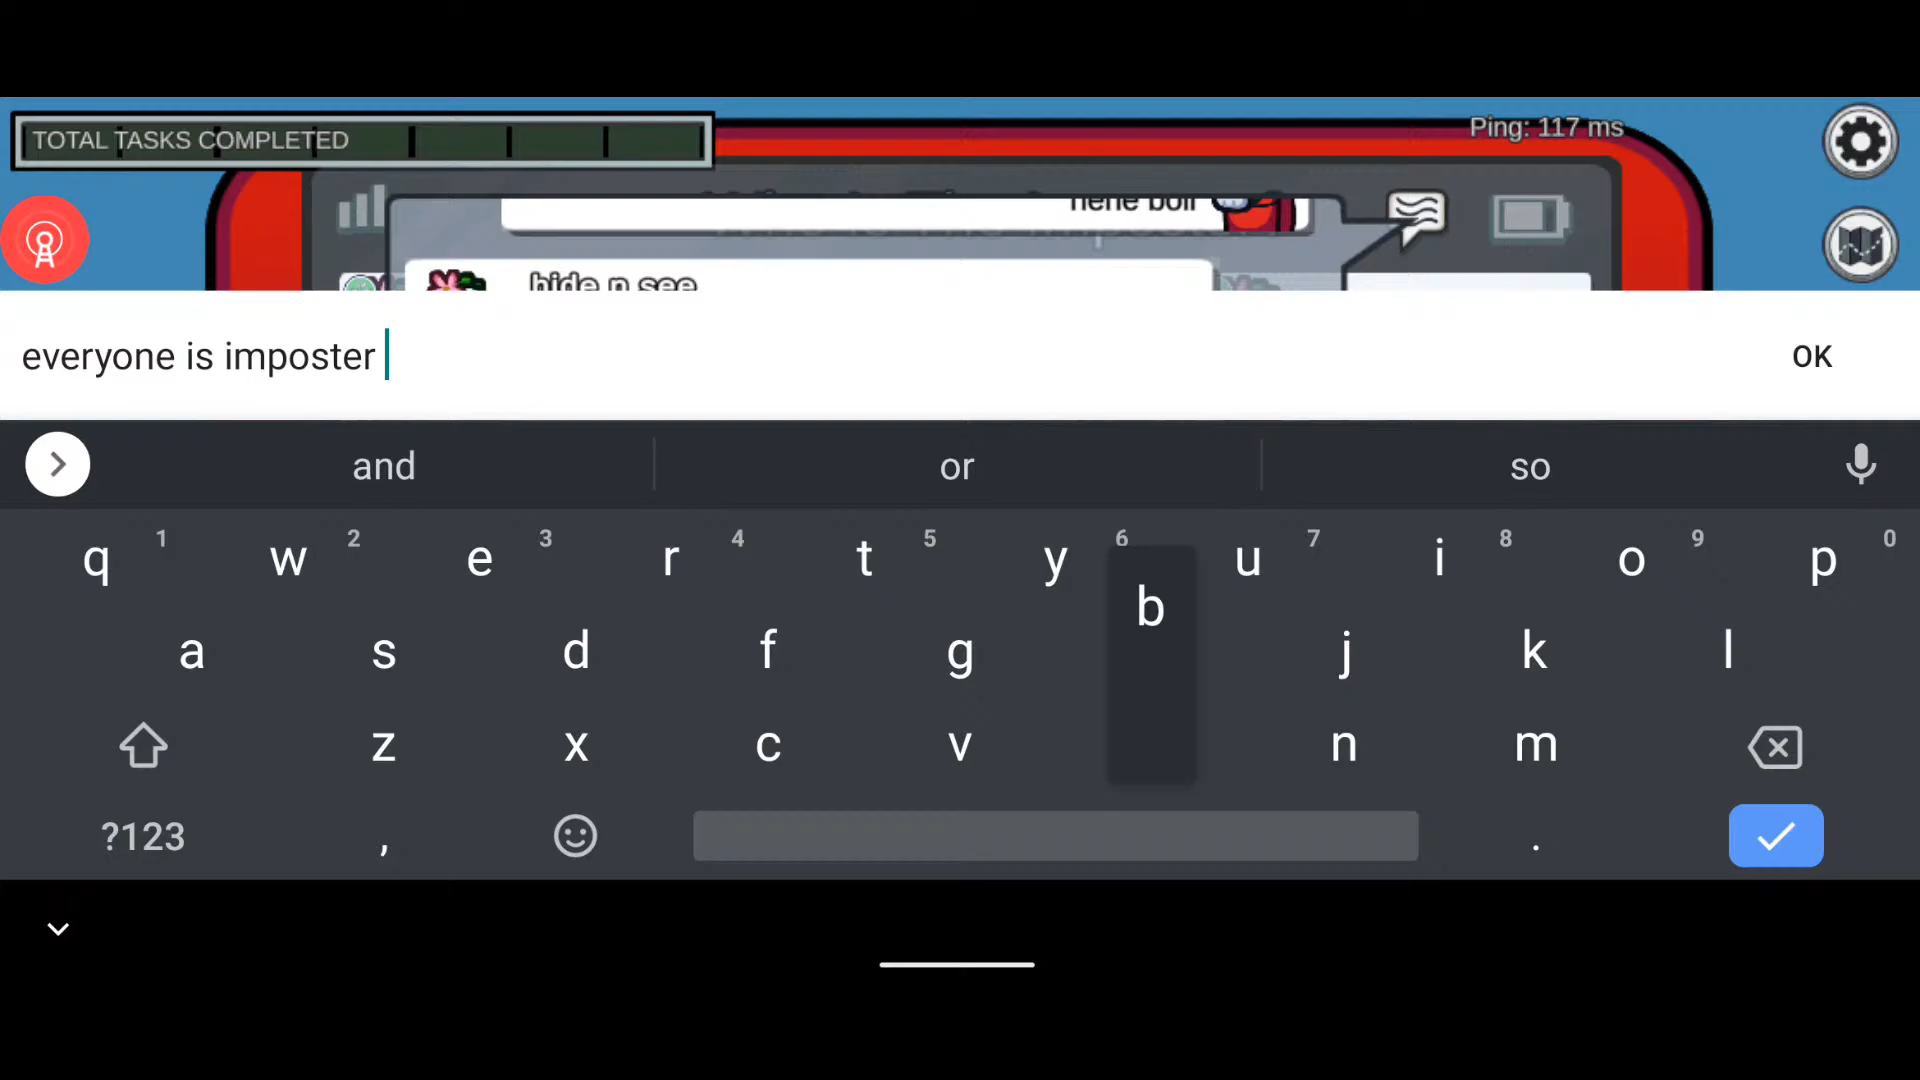 TOTAL TASKS COMPLETED
Ping: 117 ms
hide n see
everyone is imposter
OK
and or so
q 1 w 2 e 3 r 4 t 5 y 6 u 7 i 8 o 9 p 0
a s d f g b j k l
z x c v n m
?123 , .